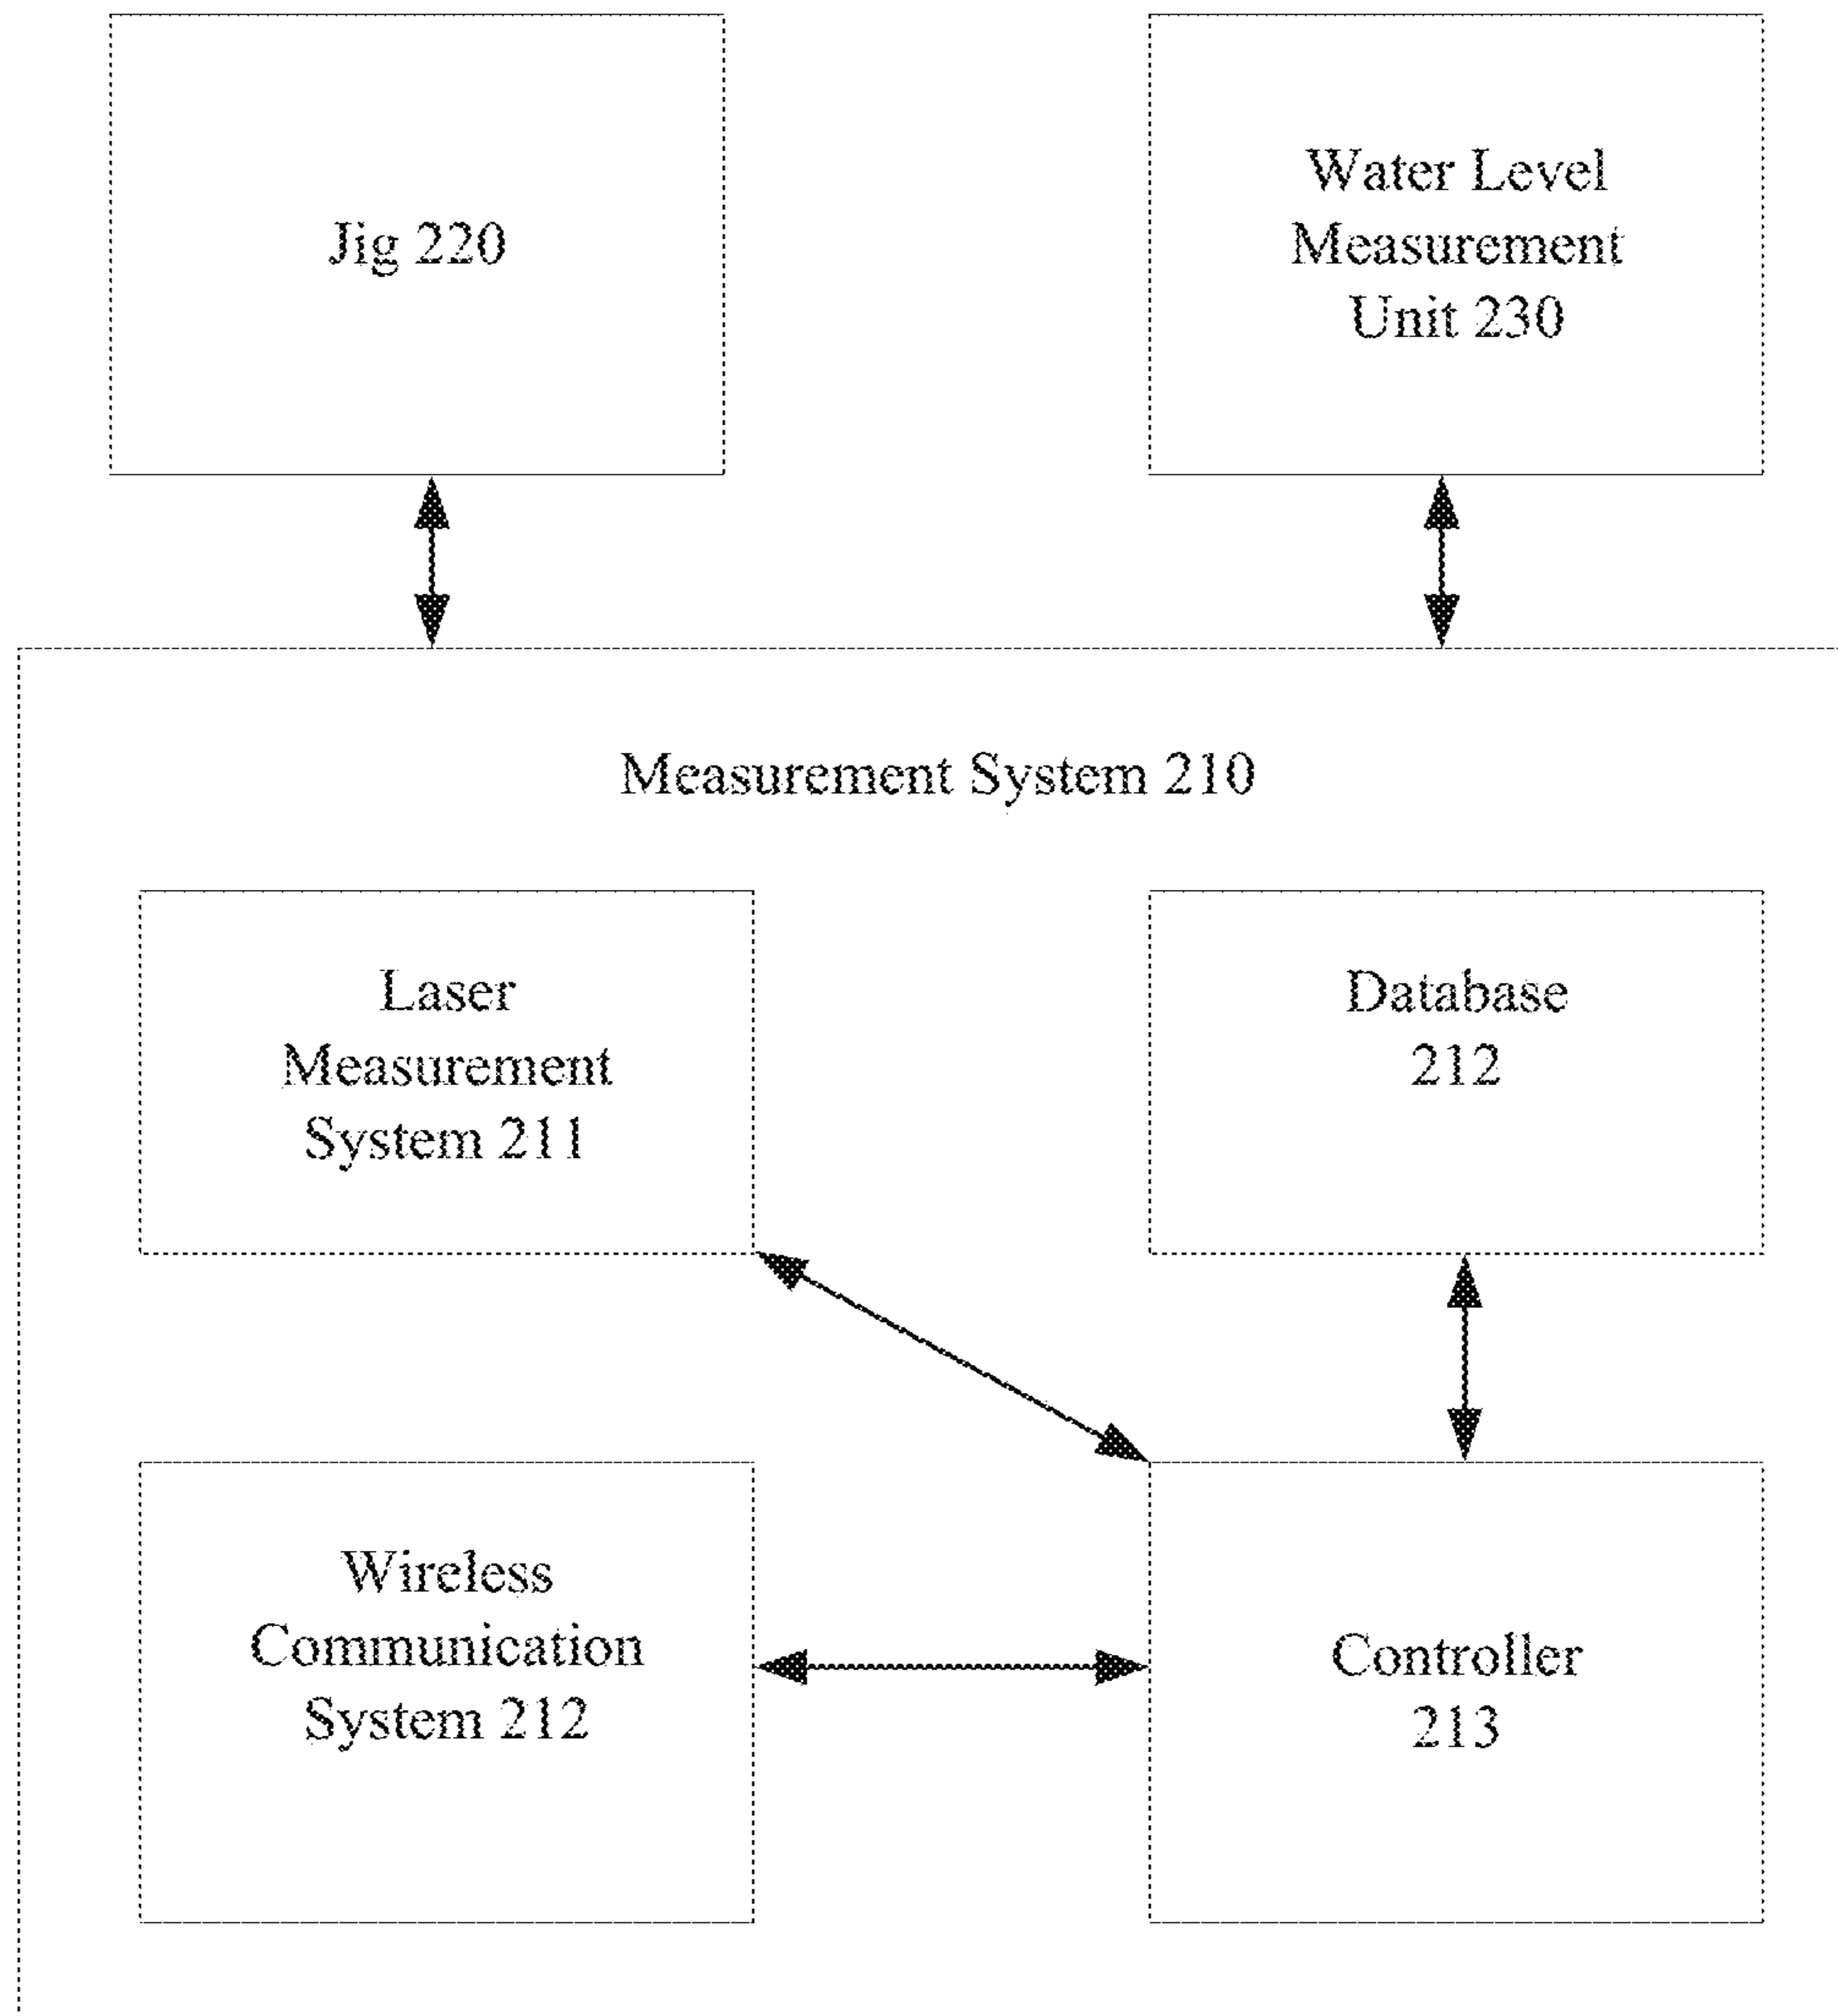 Jig 220
Water Level
Measurement
Unit 230
Measurement System 210
Laser
Measurement
System 211
Database
212
Wireless
Communication
System 212
Controller
213